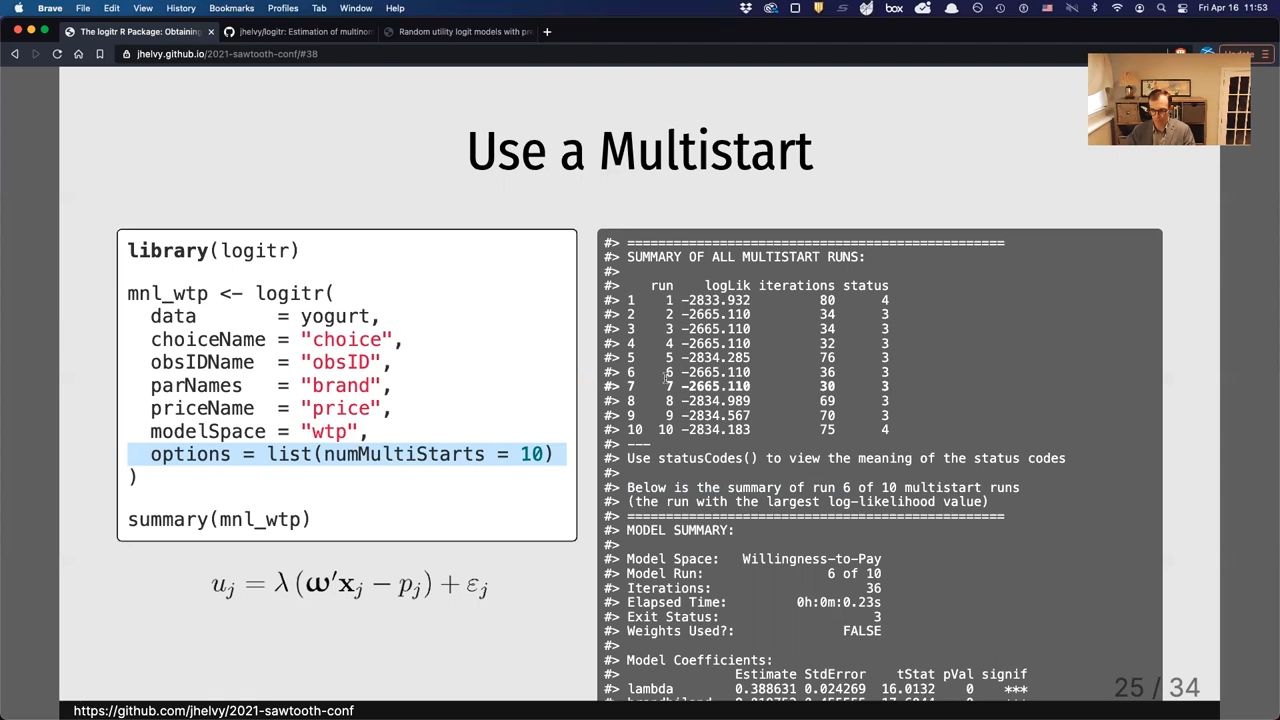 Brave File Edit View History Bookmarks Profiles Tab Window Help Fri Apr 16 11:53
The logitr R Package: Obtaining jhelvy/logitr: Estimation of multinom Random utility logit models with pre
jhelvy.github.io/2021-sawtooth-conf/#38 Update
Use a Multistart
library(logitr)
mnl_wtp <- logitr(
data = yogurt,
choiceName = "choice",
obsIDName = "obsID",
parNames = "brand",
priceName = "price",
modelSpace = "wtp",
options = list(numMultiStarts = 10)
)
summary(mnl_wtp)
u_j = λ (ω′x_j − p_j) + ε_j
#> =================================================
#> SUMMARY OF ALL MULTISTART RUNS:
#>
#> run logLik iterations status
#> 1 1 -2833.932 80 4
#> 2 2 -2665.110 34 3
#> 3 3 -2665.110 34 3
#> 4 4 -2665.110 32 3
#> 5 5 -2834.285 76 3
#> 6 6 -2665.110 36 3
#> 7 7 -2665.110 30 3
#> 8 8 -2834.989 69 3
#> 9 9 -2834.567 70 3
#> 10 10 -2834.183 75 4
#> ---
#> Use statusCodes() to view the meaning of the status codes
#>
#> Below is the summary of run 6 of 10 multistart runs
#> (the run with the largest log-likelihood value)
#> =================================================
#> MODEL SUMMARY:
#>
#> Model Space: Willingness-to-Pay
#> Model Run: 6 of 10
#> Iterations: 36
#> Elapsed Time: 0h:0m:0.23s
#> Exit Status: 3
#> Weights Used?: FALSE
#>
#> Model Coefficients:
#> Estimate StdError tStat pVal signif
#> lambda 0.388631 0.024269 16.0132 0 ***
25 / 34
https://github.com/jhelvy/2021-sawtooth-conf